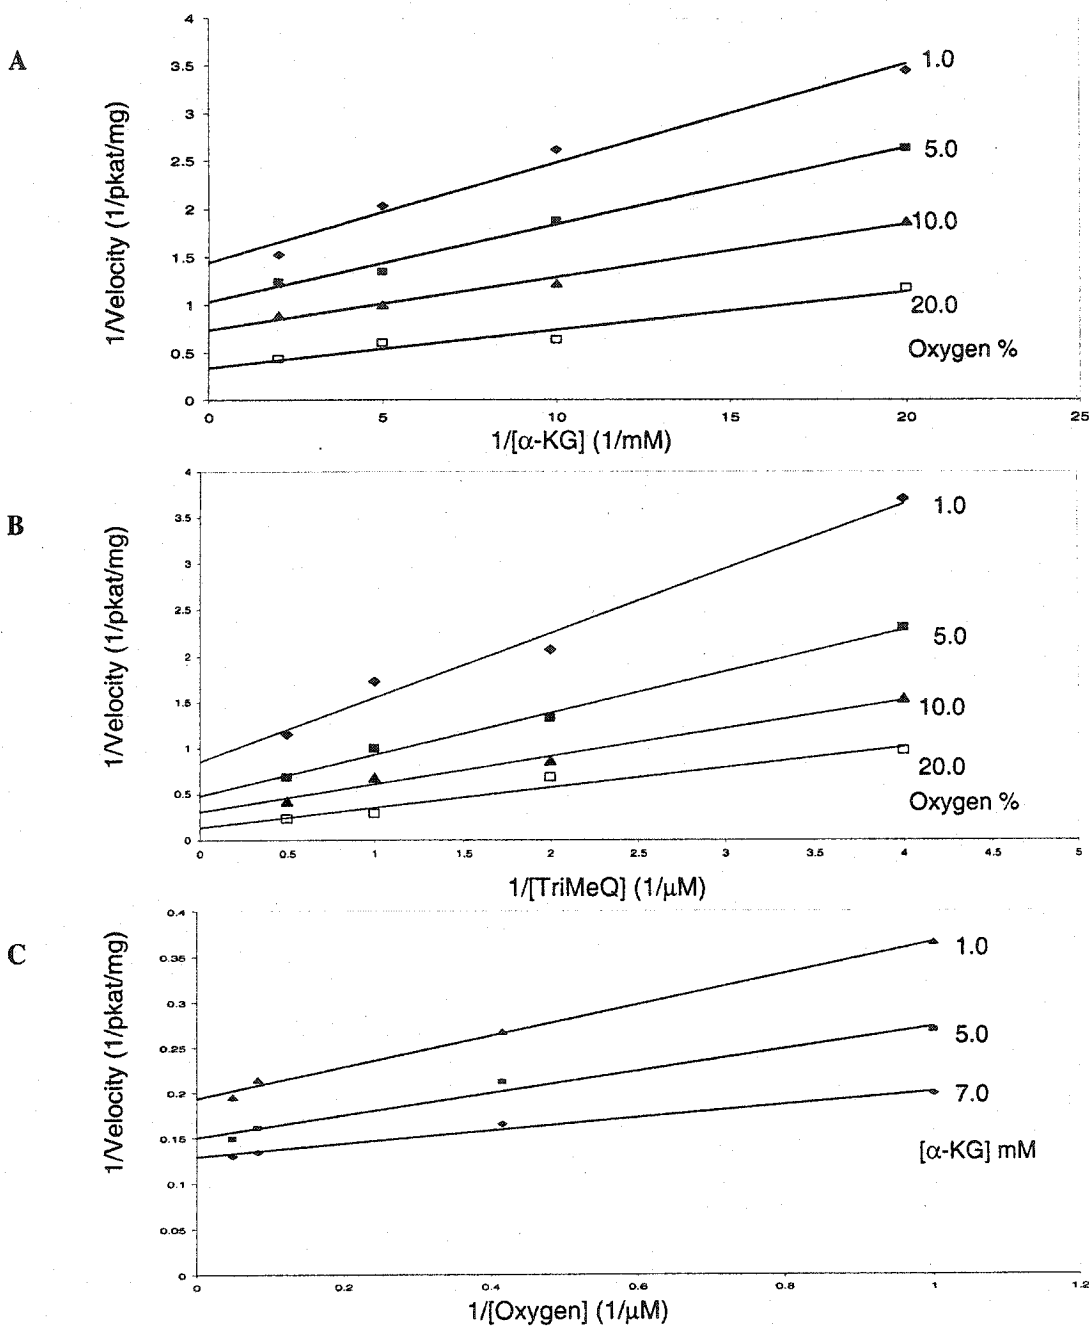 A
1/Velocity (1/pkat/mg)
4
3.5
3
2.5
2
1.5
1
0.5
0
1.0
5.0
10.0
20.0
Oxygen %
0 5 10 15 20 25
1/[α-KG] (1/mM)
B
1/Velocity (1/pkat/mg)
4
3.5
3
2.5
2
1.5
1
0.5
0
1.0
5.0
10.0
20.0
Oxygen %
0 0.5 1 1.5 2 2.5 3 3.5 4 4.5 5
1/[TriMeQ] (1/μM)
C
1/Velocity (1/pkat/mg)
0.4
0.35
0.3
0.25
0.2
0.15
0.1
0.05
0
1.0
5.0
7.0
[α-KG] mM
0 0.2 0.4 0.6 0.8 1 1.2
1/[Oxygen] (1/μM)